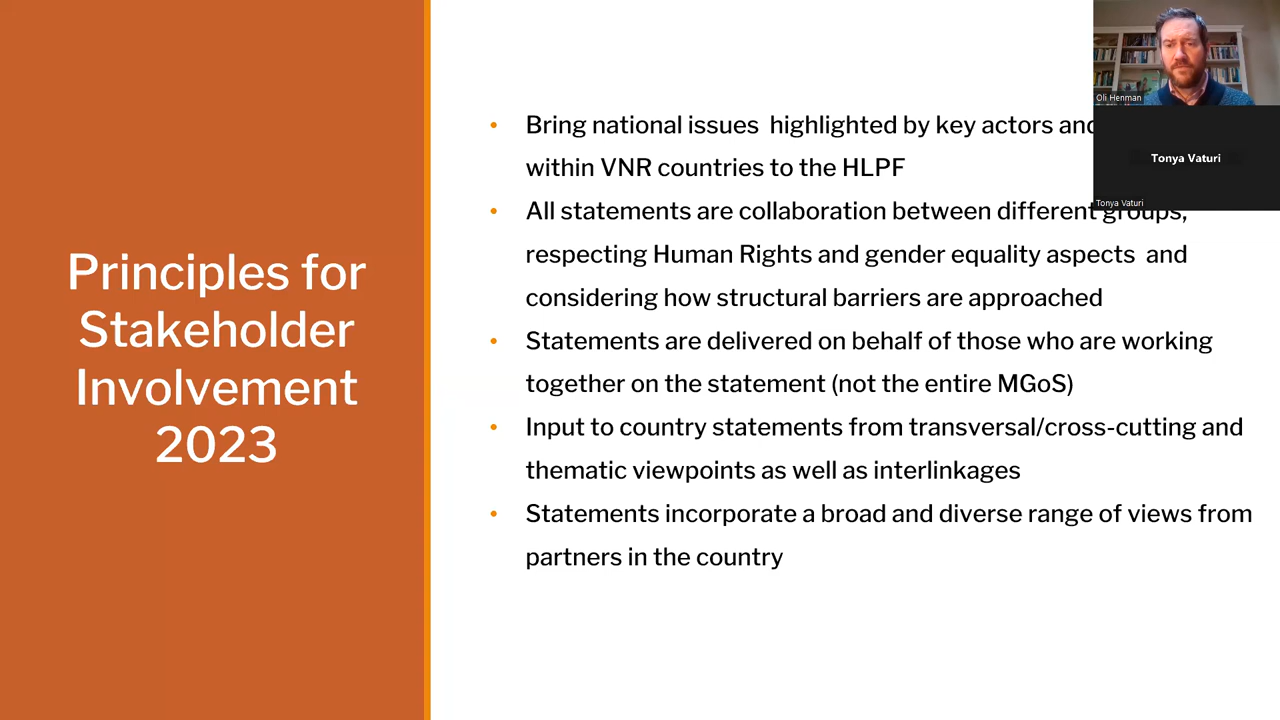 Principles for
Stakeholder
Involvement
2023
• Bring national issues highlighted by key actors and
within VNR countries to the HLPF
• All statements are collaboration between different groups,
respecting Human Rights and gender equality aspects and
considering how structural barriers are approached
• Statements are delivered on behalf of those who are working
together on the statement (not the entire MGoS)
• Input to country statements from transversal/cross-cutting and
thematic viewpoints as well as interlinkages
• Statements incorporate a broad and diverse range of views from
partners in the country
Oli Henman
Tonya Vaturi
Tonya Vaturi